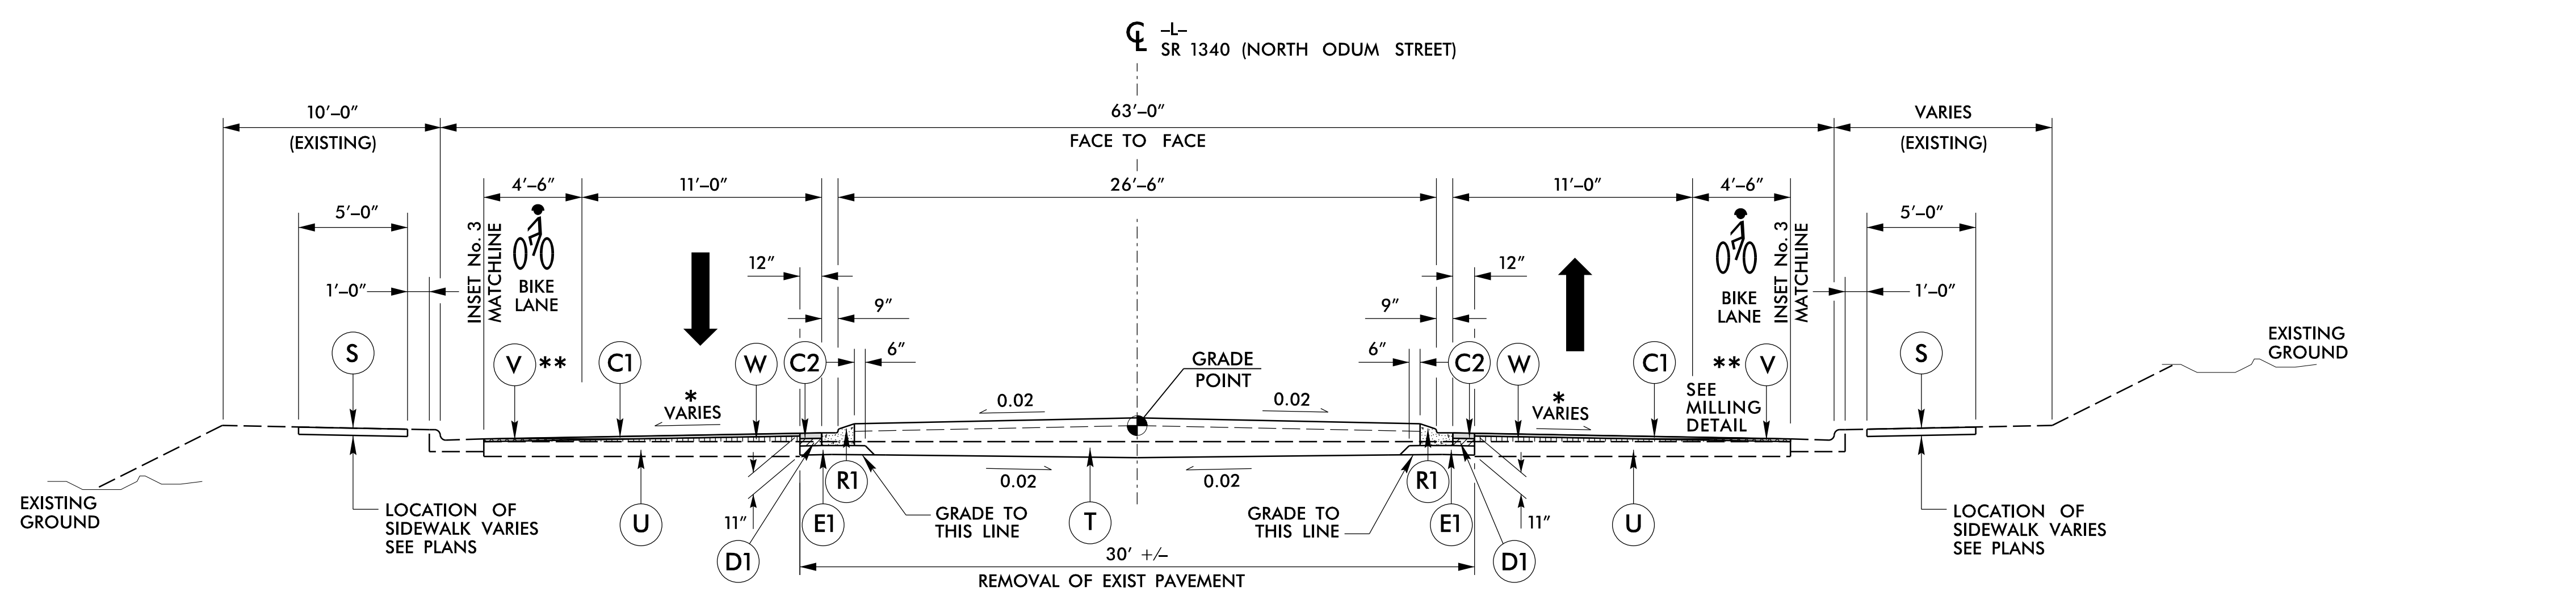 ℄ –L–
SR 1340 (NORTH ODUM STREET)
10'–0"
(EXISTING)
63'–0"
FACE TO FACE
VARIES
(EXISTING)
4'–6"
11'–0"
26'–6"
11'–0"
4'–6"
5'–0"
5'–0"
INSET No. 3
MATCHLINE
BIKE
LANE
BIKE
LANE
INSET No. 3
MATCHLINE
12"
12"
1'–0"
1'–0"
9"
9"
6"
6"
S
V **
C1
W
C2
GRADE
POINT
C2
W
C1
** V
S
EXISTING
GROUND
*
VARIES
0.02
0.02
*
VARIES
SEE
MILLING
DETAIL
0.02
0.02
R1
R1
EXISTING
GROUND
LOCATION OF
SIDEWALK VARIES
SEE PLANS
U
11"
D1
E1
GRADE TO
THIS LINE
T
GRADE TO
THIS LINE
E1
D1
11"
U
LOCATION OF
SIDEWALK VARIES
SEE PLANS
30' +/–
REMOVAL OF EXIST PAVEMENT